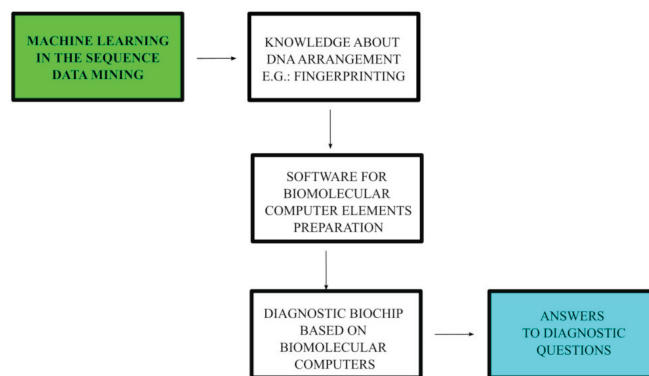 MACHINE LEARNING
IN THE SEQUENCE
DATA MINING
KNOWLEDGE ABOUT
DNA ARRANGEMENT
E.G.: FINGERPRINTING
SOFTWARE FOR
BIOMOLECULAR
COMPUTER ELEMENTS
PREPARATION
DIAGNOSTIC BIOCHIP
BASED ON
BIOMOLECULAR
COMPUTERS
ANSWERS
TO DIAGNOSTIC
QUESTIONS